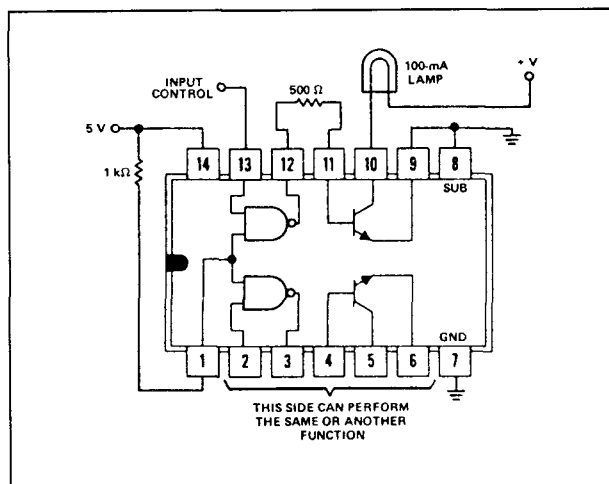 100-mA
LAMP
+ V
INPUT
CONTROL
500 Ω
5 V
1 kΩ
14
13
12
11
10
9
8
SUB
GND
1
2
3
4
5
6
7
THIS SIDE CAN PERFORM
THE SAME OR ANOTHER
FUNCTION